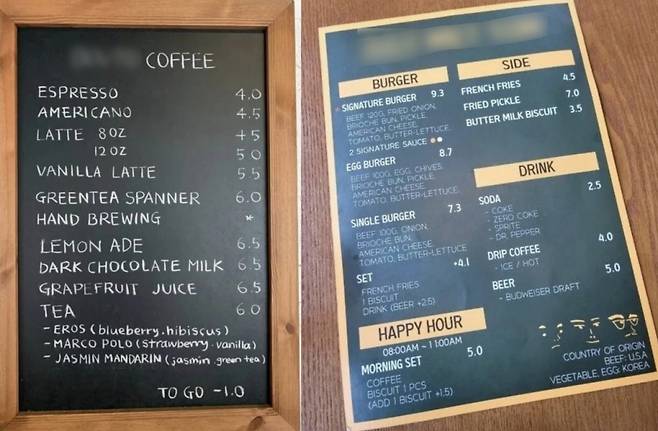 COFFEE
ESPRESSO 4.0
AMERICANO 4.5
LATTE 8OZ 45
12OZ 50
VANILLA LATTE 5.5
GREENTEA SPANNER 6.0
HAND BREWING *
LEMON ADE 6.5
DARK CHOCOLATE MILK 6.5
GRAPEFRUIT JUICE 6.5
TEA 60
- EROS (blueberry.hibiscus)
- MARCO POLO (strawberry.vanilla)
- JASMIN MANDARIN (jasmin green tea)
TO GO -1.0
BURGER
*SIGNATURE BURGER 9.3
BEEF 120G, FRIED ONION,
BRIOCHE BUN, PICKLE,
AMERICAN CHEESE,
TOMATO, BUTTER-LETTUCE.
2 SIGNATURE SAUCE
EGG BURGER 8.7
BEEF 100G, EGG, CHIVES,
BRIOCHE BUN, PICKLE,
AMERICAN CHEESE,
TOMATO, BUTTER-LETTUCE.
SINGLE BURGER 7.3
BEEF 100G, ONION,
BRIOCHE BUN,
AMERICAN CHEESE
TOMATO, BUTTER-LETTUCE
SET +4.1
FRENCH FRIES
1 BISCUIT
DRINK (BEER +2.5)
HAPPY HOUR
08:00AM ~ 11:00AM
MORNING SET 5.0
COFFEE
BISCUIT 1 PCS
(ADD 1 BISCUIT +1.5)
SIDE
FRENCH FRIES 4.5
FRIED PICKLE 7.0
BUTTER MILK BISCUIT 3.5
DRINK
SODA 2.5
- COKE
- ZERO COKE
- SPRITE
- DR. PEPPER
DRIP COFFEE 4.0
- ICE / HOT
BEER 5.0
- BUDWEISER DRAFT
COUNTRY OF ORIGIN
BEEF: U.S.A
VEGETABLE, EGG: KOREA